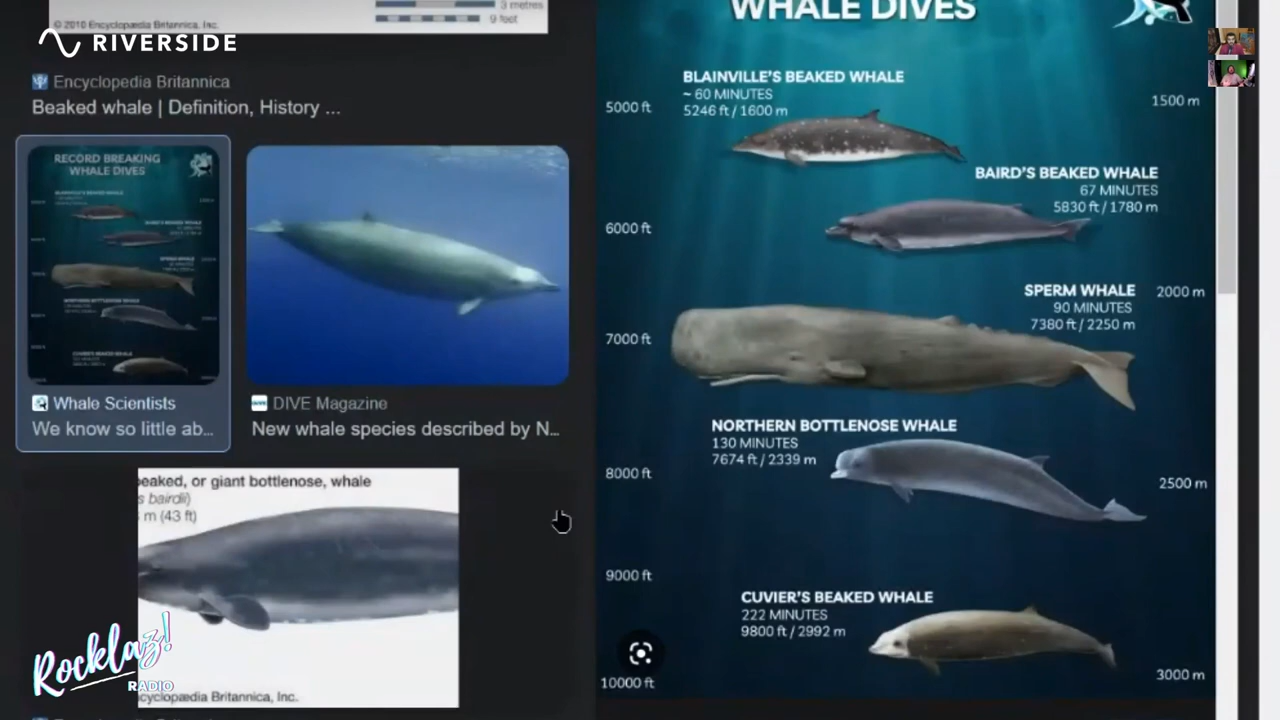 3 metres
9 feet
© 2010 Encyclopædia Britannica, Inc.
RIVERSIDE
Encyclopedia Britannica
Beaked whale | Definition, History ...
RECORD BREAKING
WHALE DIVES
Whale Scientists
We know so little ab...
DIVE Magazine
New whale species described by N...
beaked, or giant bottlenose, whale
s bairdii)
m (43 ft)
cyclopædia Britannica, Inc.
Rocklaz!
RADIO
WHALE DIVES
BLAINVILLE'S BEAKED WHALE
~ 60 MINUTES
5246 ft / 1600 m
5000 ft
1500 m
BAIRD'S BEAKED WHALE
67 MINUTES
5830 ft / 1780 m
6000 ft
SPERM WHALE
90 MINUTES
7380 ft / 2250 m
2000 m
7000 ft
NORTHERN BOTTLENOSE WHALE
130 MINUTES
7674 ft / 2339 m
8000 ft
2500 m
9000 ft
CUVIER'S BEAKED WHALE
222 MINUTES
9800 ft / 2992 m
10000 ft
3000 m